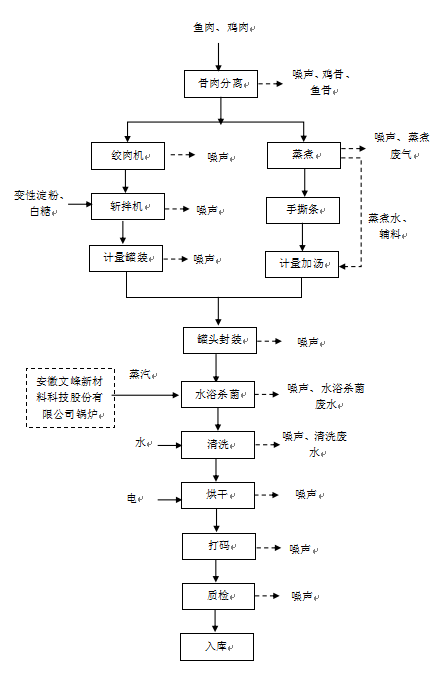 鱼肉、鸡肉
骨肉分离
噪声、鸡骨、
鱼骨
绞肉机
噪声
蒸煮
噪声、蒸煮
废气
变性淀粉、
白糖
斩拌机
噪声
手撕条
蒸煮水、
辅料
计量罐装
噪声
计量加汤
罐头封装
噪声
安徽文峰新材
料科技股份有
限公司锅炉
蒸汽
水浴杀菌
噪声、水浴杀菌
废水
水
清洗
噪声、清洗废
水
电
烘干
噪声
打码
噪声
质检
噪声
入库